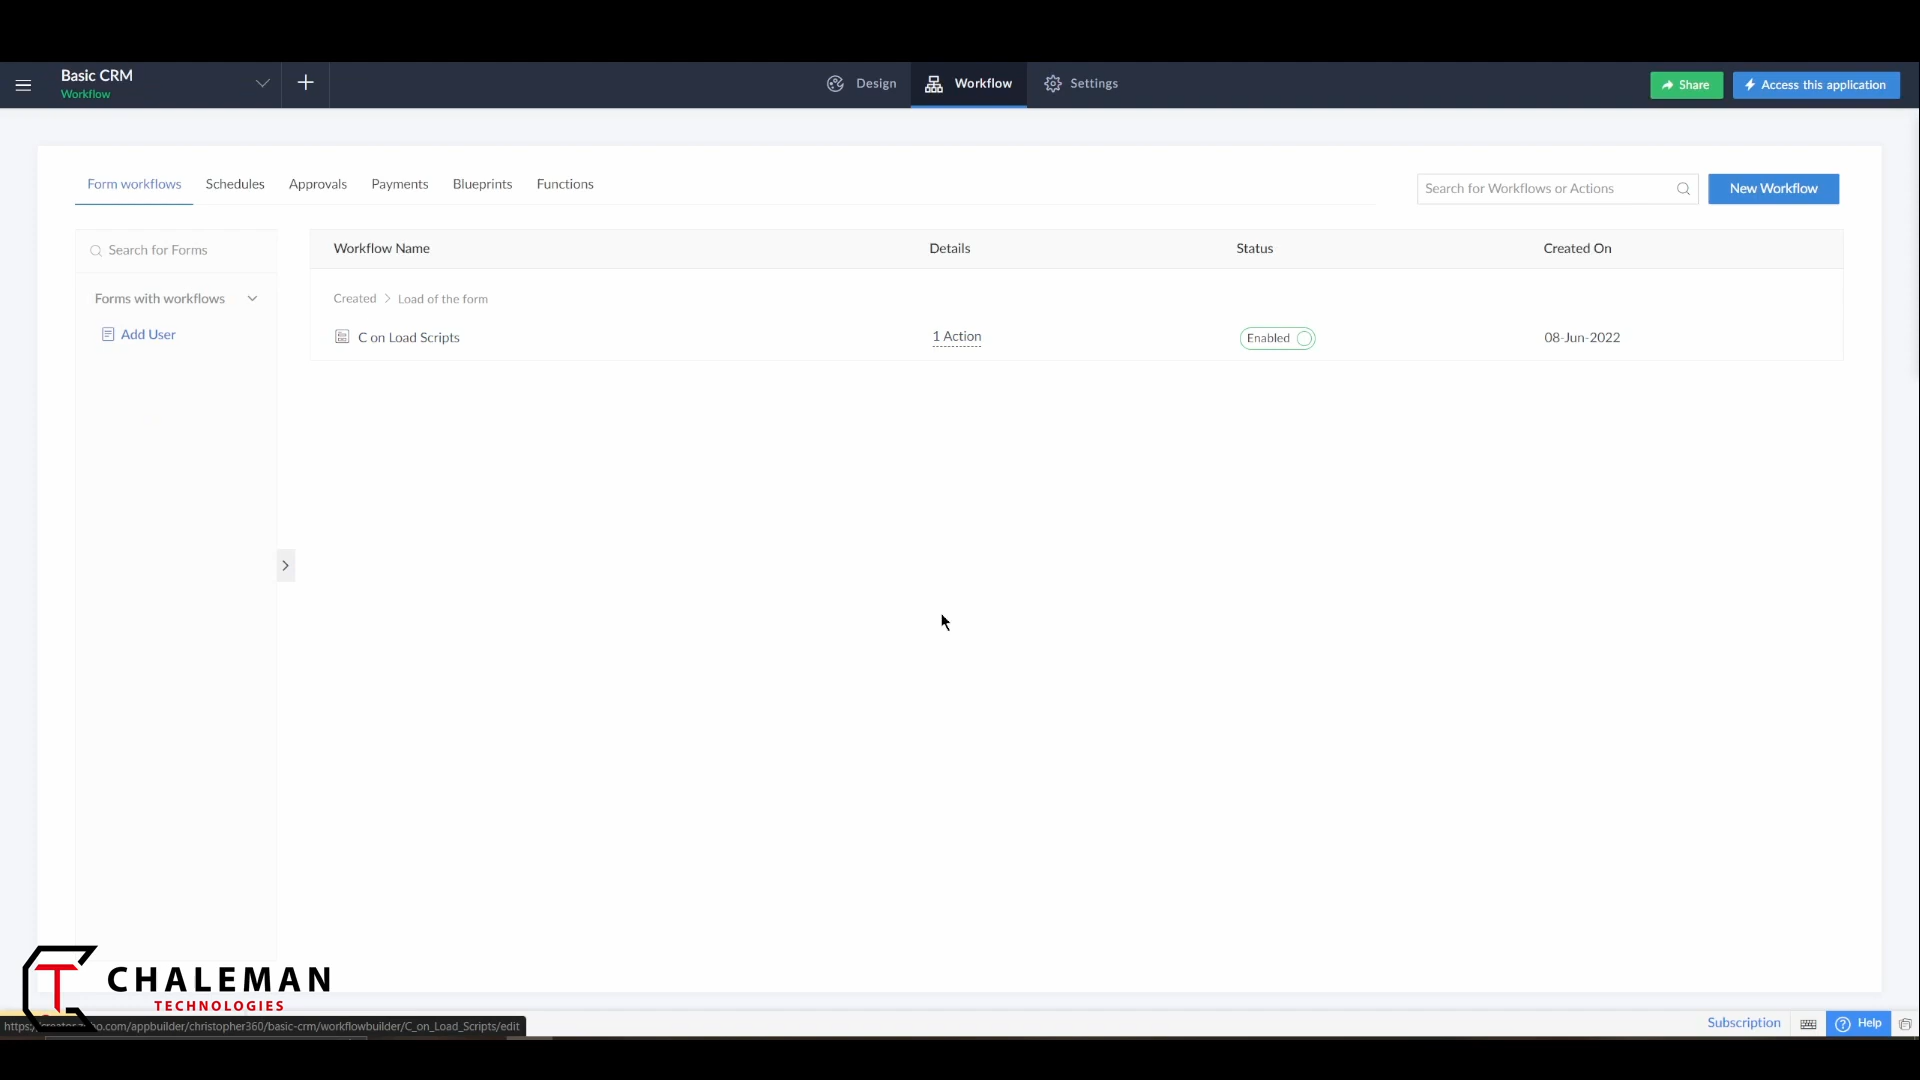 Basic CRM
Workflow
Design
Workflow
Settings
Share
Access this application
Form workflows
Schedules
Approvals
Payments
Blueprints
Functions
Search for Workflows or Actions
New Workflow
Search for Forms
Workflow Name
Details
Status
Created On
Forms with workflows
Created > Load of the form
Add User
C on Load Scripts
1 Action
Enabled
08-Jun-2022
CHALEMAN
TECHNOLOGIES
.com/appbuilder/christopher360/basic-crm/workflowbuilder/C_on_Load_Scripts/edit
Subscription
Help